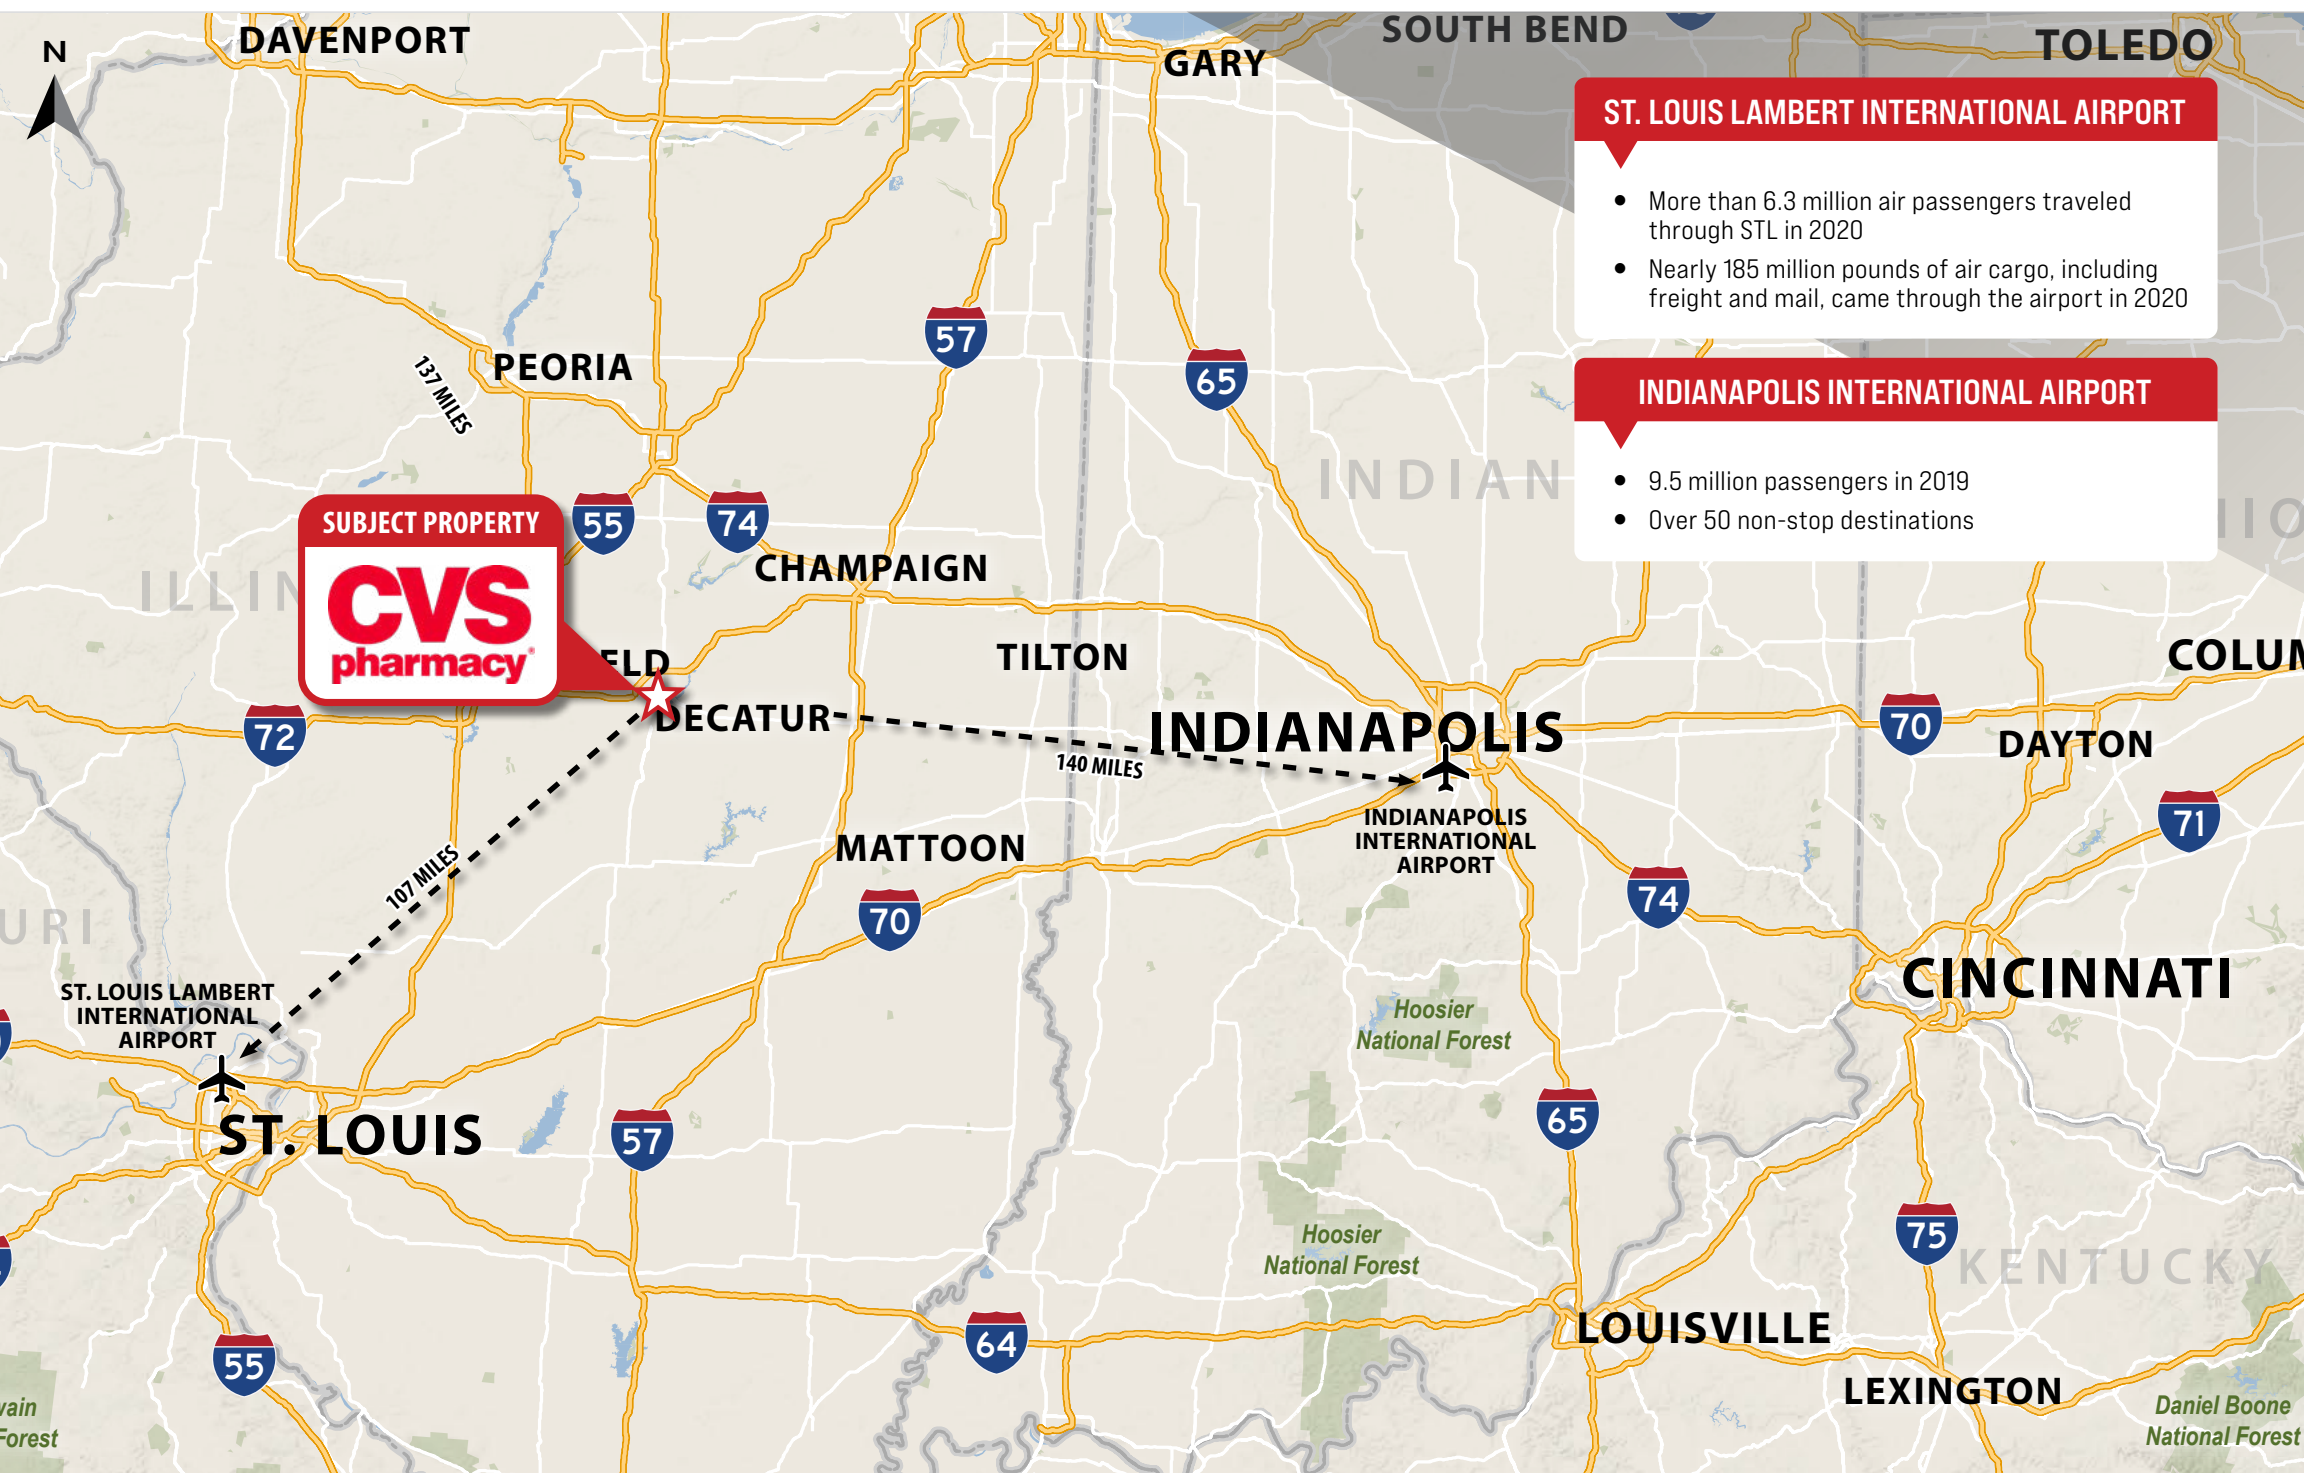 DAVENPORT
SOUTH BEND
TOLEDO
N
GARY
ST. LOUIS LAMBERT INTERNATIONAL AIRPORT
• More than 6.3 million air passengers traveled
through STL in 2020
• Nearly 185 million pounds of air cargo, including
freight and mail, came through the airport in 2020
57
65
PEORIA
137 MILES
INDIANAPOLIS INTERNATIONAL AIRPORT
• 9.5 million passengers in 2019
• Over 50 non-stop destinations
INDIAN
HIO
SUBJECT PROPERTY
CVS
pharmacy®
55
74
CHAMPAIGN
ILLIN
ELD
TILTON
COLUM
72
DECATUR
INDIANAPOLIS
70
DAYTON
140 MILES
71
INDIANAPOLIS
INTERNATIONAL
AIRPORT
MATTOON
107 MILES
70
74
URI
ST. LOUIS LAMBERT
INTERNATIONAL
AIRPORT
CINCINNATI
Hoosier
National Forest
ST. LOUIS
57
65
75
Hoosier
National Forest
KENTUCKY
64
LOUISVILLE
55
LEXINGTON
vain
Forest
Daniel Boone
National Forest